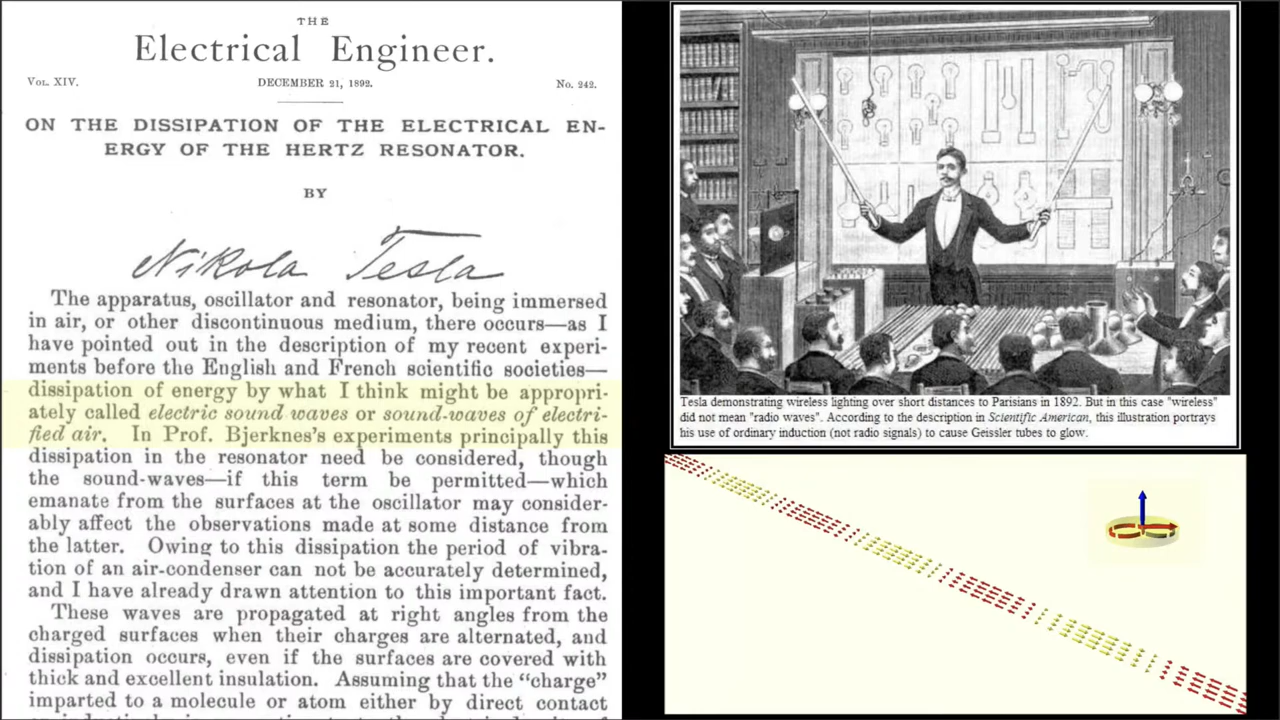 THE
Electrical Engineer.
VOL. XIV. DECEMBER 21, 1892. No. 242.
ON THE DISSIPATION OF THE ELECTRICAL EN-
ERGY OF THE HERTZ RESONATOR.
BY
Nikola Tesla
The apparatus, oscillator and resonator, being immersed
in air, or other discontinuous medium, there occurs—as I
have pointed out in the description of my recent experi-
ments before the English and French scientific societies—
dissipation of energy by what I think might be appropri-
ately called electric sound waves or sound-waves of electri-
fied air. In Prof. Bjerknes's experiments principally this
dissipation in the resonator need be considered, though
the sound-waves—if this term be permitted—which
emanate from the surfaces at the oscillator may consider-
ably affect the observations made at some distance from
the latter. Owing to this dissipation the period of vibra-
tion of an air-condenser can not be accurately determined,
and I have already drawn attention to this important fact.
These waves are propagated at right angles from the
charged surfaces when their charges are alternated, and
dissipation occurs, even if the surfaces are covered with
thick and excellent insulation. Assuming that the “charge”
imparted to a molecule or atom either by direct contact
Tesla demonstrating wireless lighting over short distances to Parisians in 1892. But in this case "wireless"
did not mean "radio waves". According to the description in Scientific American, this illustration portrays
his use of ordinary induction (not radio signals) to cause Geissler tubes to glow.